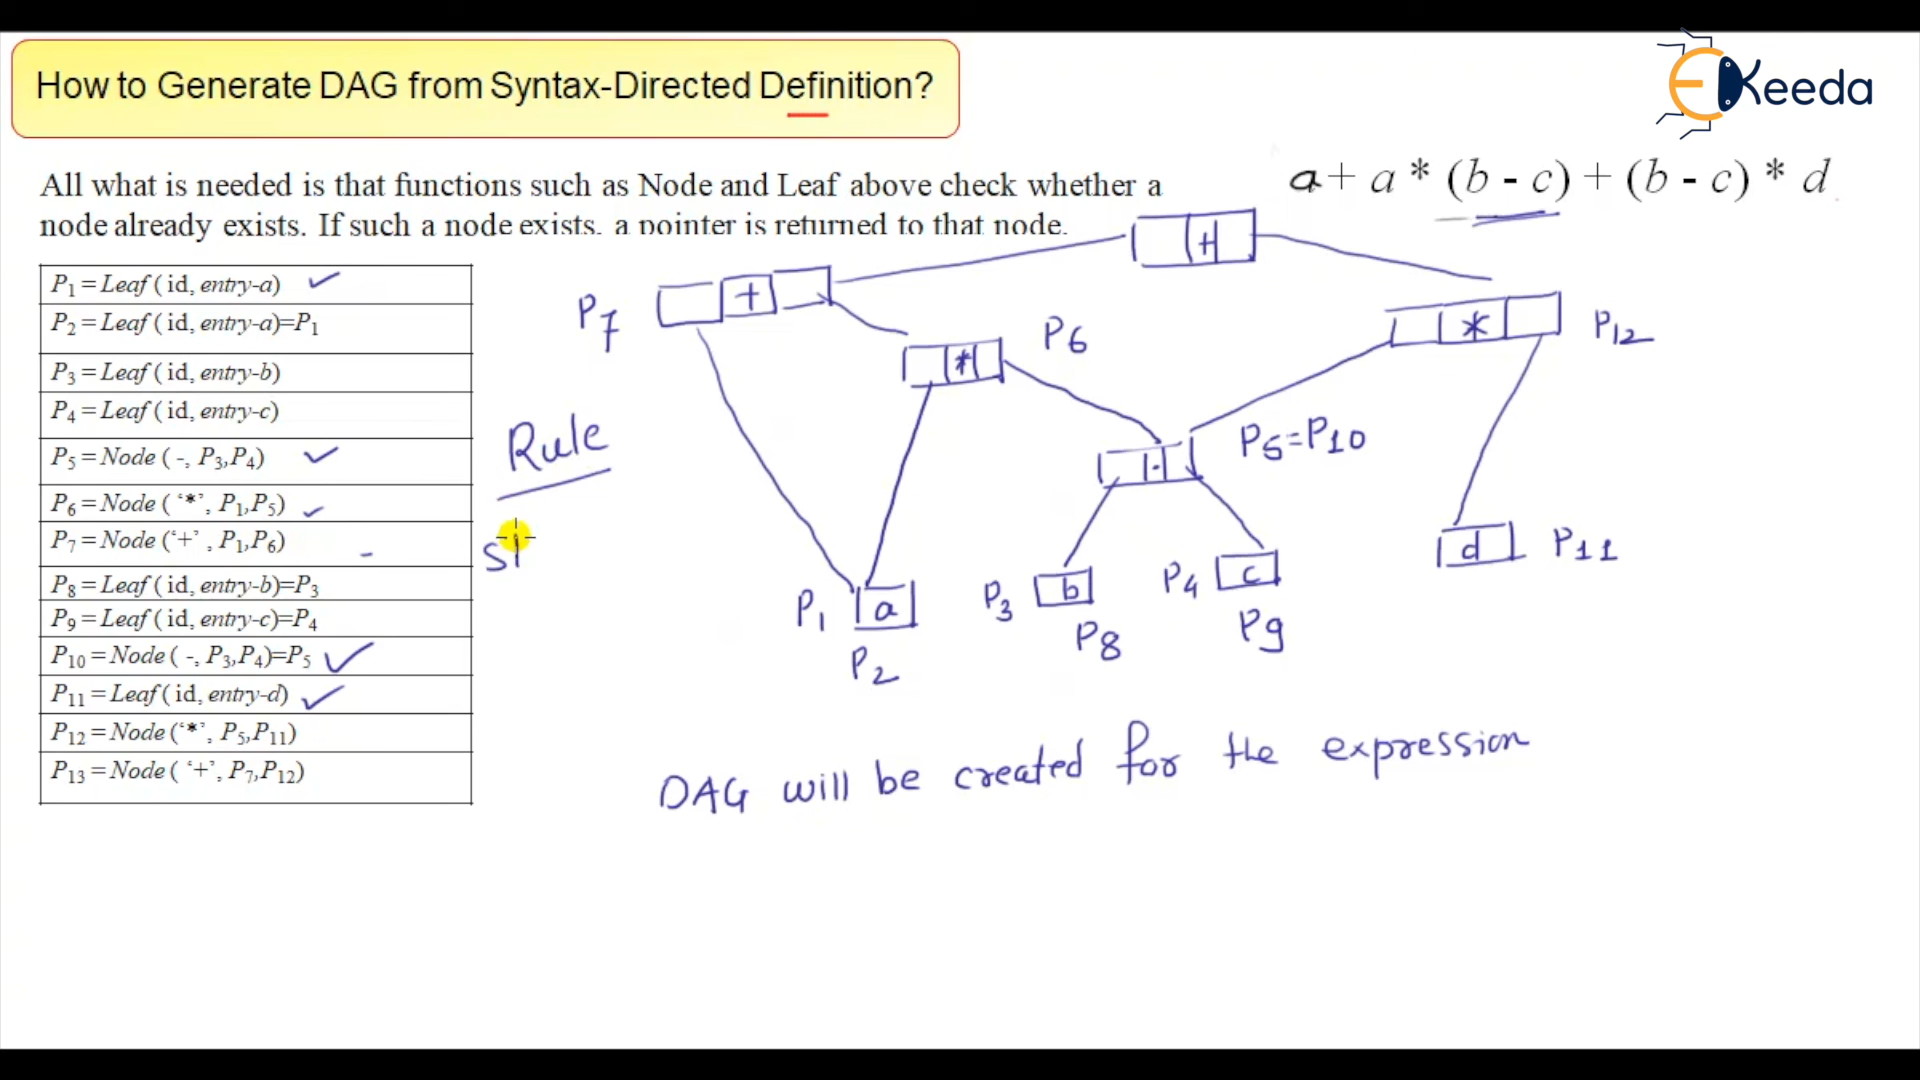 How to Generate DAG from Syntax-Directed Definition?
EKeeda
All what is needed is that functions such as Node and Leaf above check whether a
node already exists. If such a node exists, a pointer is returned to that node.
a + a * (b - c) + (b - c) * d
P1 = Leaf ( id, entry-a)
P2 = Leaf ( id, entry-a)=P1
P3 = Leaf ( id, entry-b)
P4 = Leaf ( id, entry-c)
P5 = Node ( -, P3,P4)
P6 = Node ( '*', P1,P5)
P7 = Node ('+' , P1,P6)
P8 = Leaf ( id, entry-b)=P3
P9 = Leaf ( id, entry-c)=P4
P10 = Node ( -, P3,P4)=P5
P11 = Leaf ( id, entry-d)
P12 = Node ('*', P5,P11)
P13 = Node ( '+', P7,P12)
Rule
+
P7 +
* P6
* P12
- P5=P10
P1 a
P2
P3 b
P8
P4 c
P9
d P11
DAG will be created for the expression